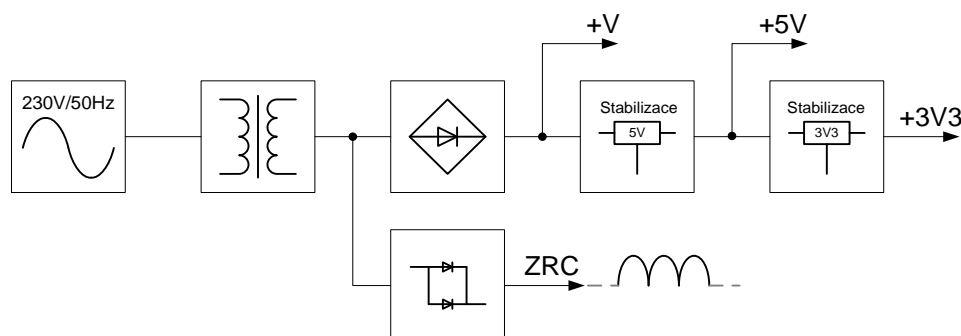 +V
+5V
230V/50Hz
Stabilizace
5V
Stabilizace
3V3
+3V3
ZRC